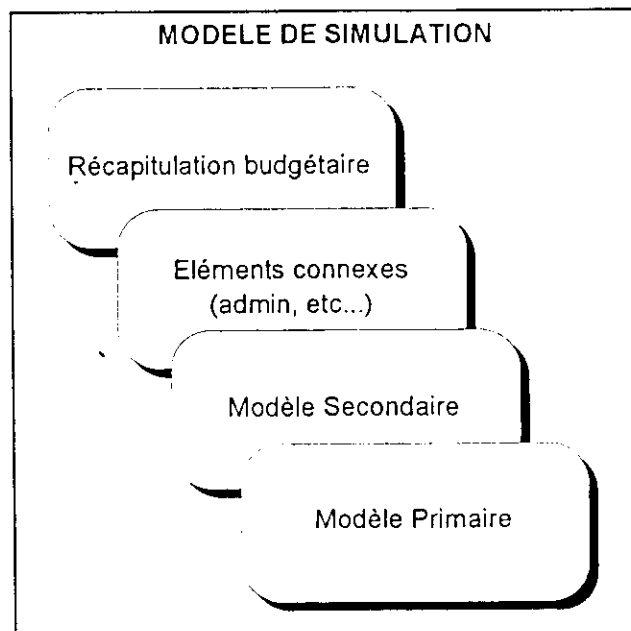 MODELE DE SIMULATION
Récapitulation budgétaire
Eléments connexes
(admin, etc...)
Modèle Secondaire
Modèle Primaire